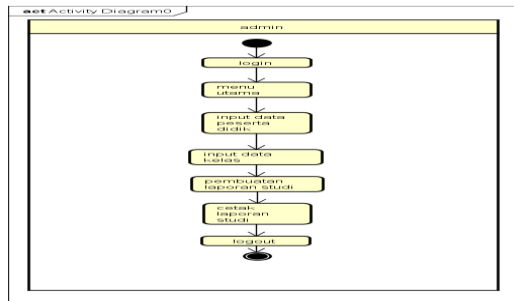 act Activity Diagram0
admin
login
menu
utama
input data
peserta
didik
input data
kelas
pembuatan
laporan studi
cetak
laporan
studi
logout